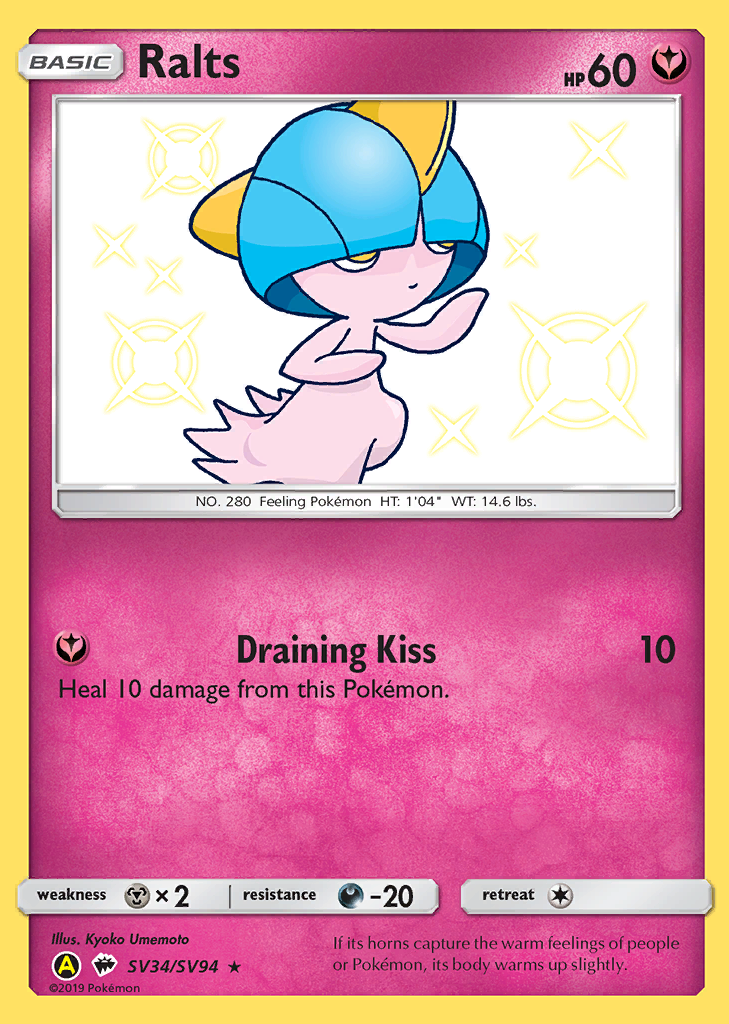 BASIC Ralts HP 60
NO. 280 Feeling Pokémon HT: 1'04" WT: 14.6 lbs.
Draining Kiss 10
Heal 10 damage from this Pokémon.
weakness ×2 resistance -20 retreat
Illus. Kyoko Umemoto
If its horns capture the warm feelings of people
or Pokémon, its body warms up slightly.
A SV34/SV94 ★
©2019 Pokémon